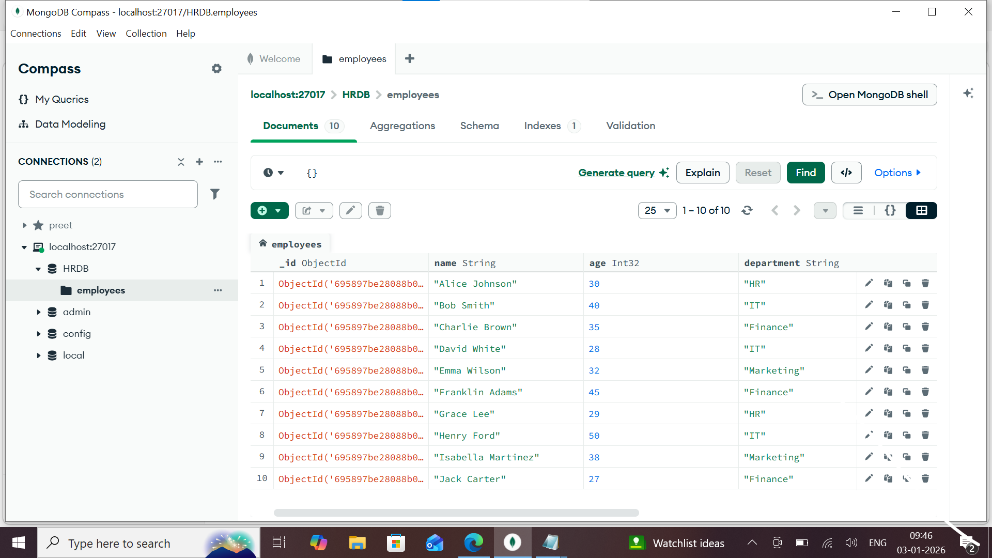 MongoDB Compass - localhost:27017/HRDB.employees
Connections Edit View Collection Help
Compass
My Queries
Data Modeling
CONNECTIONS (2)
Search connections
preet
localhost:27017
HRDB
employees
admin
config
local
Welcome
employees
localhost:27017 > HRDB > employees
>_ Open MongoDB shell
Documents 10 Aggregations Schema Indexes 1 Validation
{}
Generate query Explain Reset Find </> Options
25 1 – 10 of 10 {}
employees
_id ObjectId name String age Int32 department String
1 ObjectId('695897be28088b0… "Alice Johnson" 30 "HR"
2 ObjectId('695897be28088b0… "Bob Smith" 40 "IT"
3 ObjectId('695897be28088b0… "Charlie Brown" 35 "Finance"
4 ObjectId('695897be28088b0… "David White" 28 "IT"
5 ObjectId('695897be28088b0… "Emma Wilson" 32 "Marketing"
6 ObjectId('695897be28088b0… "Franklin Adams" 45 "Finance"
7 ObjectId('695897be28088b0… "Grace Lee" 29 "HR"
8 ObjectId('695897be28088b0… "Henry Ford" 50 "IT"
9 ObjectId('695897be28088b0… "Isabella Martinez" 38 "Marketing"
10 ObjectId('695897be28088b0… "Jack Carter" 27 "Finance"
Type here to search
Watchlist ideas
ENG
09:46
03-01-2026
2